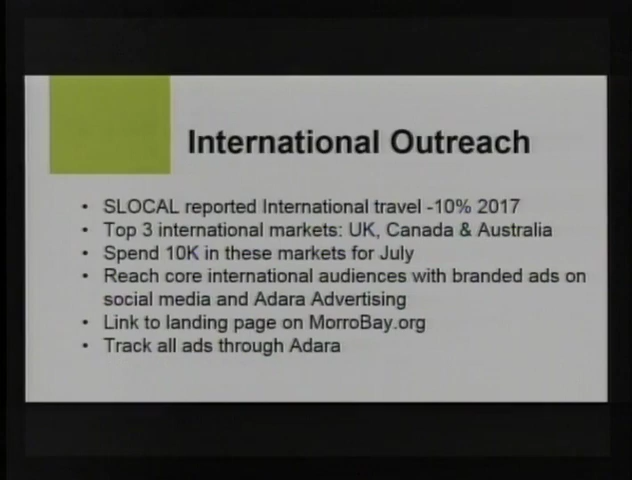 International Outreach
• SLOCAL reported International travel -10% 2017
• Top 3 international markets: UK, Canada & Australia
• Spend 10K in these markets for July
• Reach core international audiences with branded ads on
social media and Adara Advertising
• Link to landing page on MorroBay.org
• Track all ads through Adara